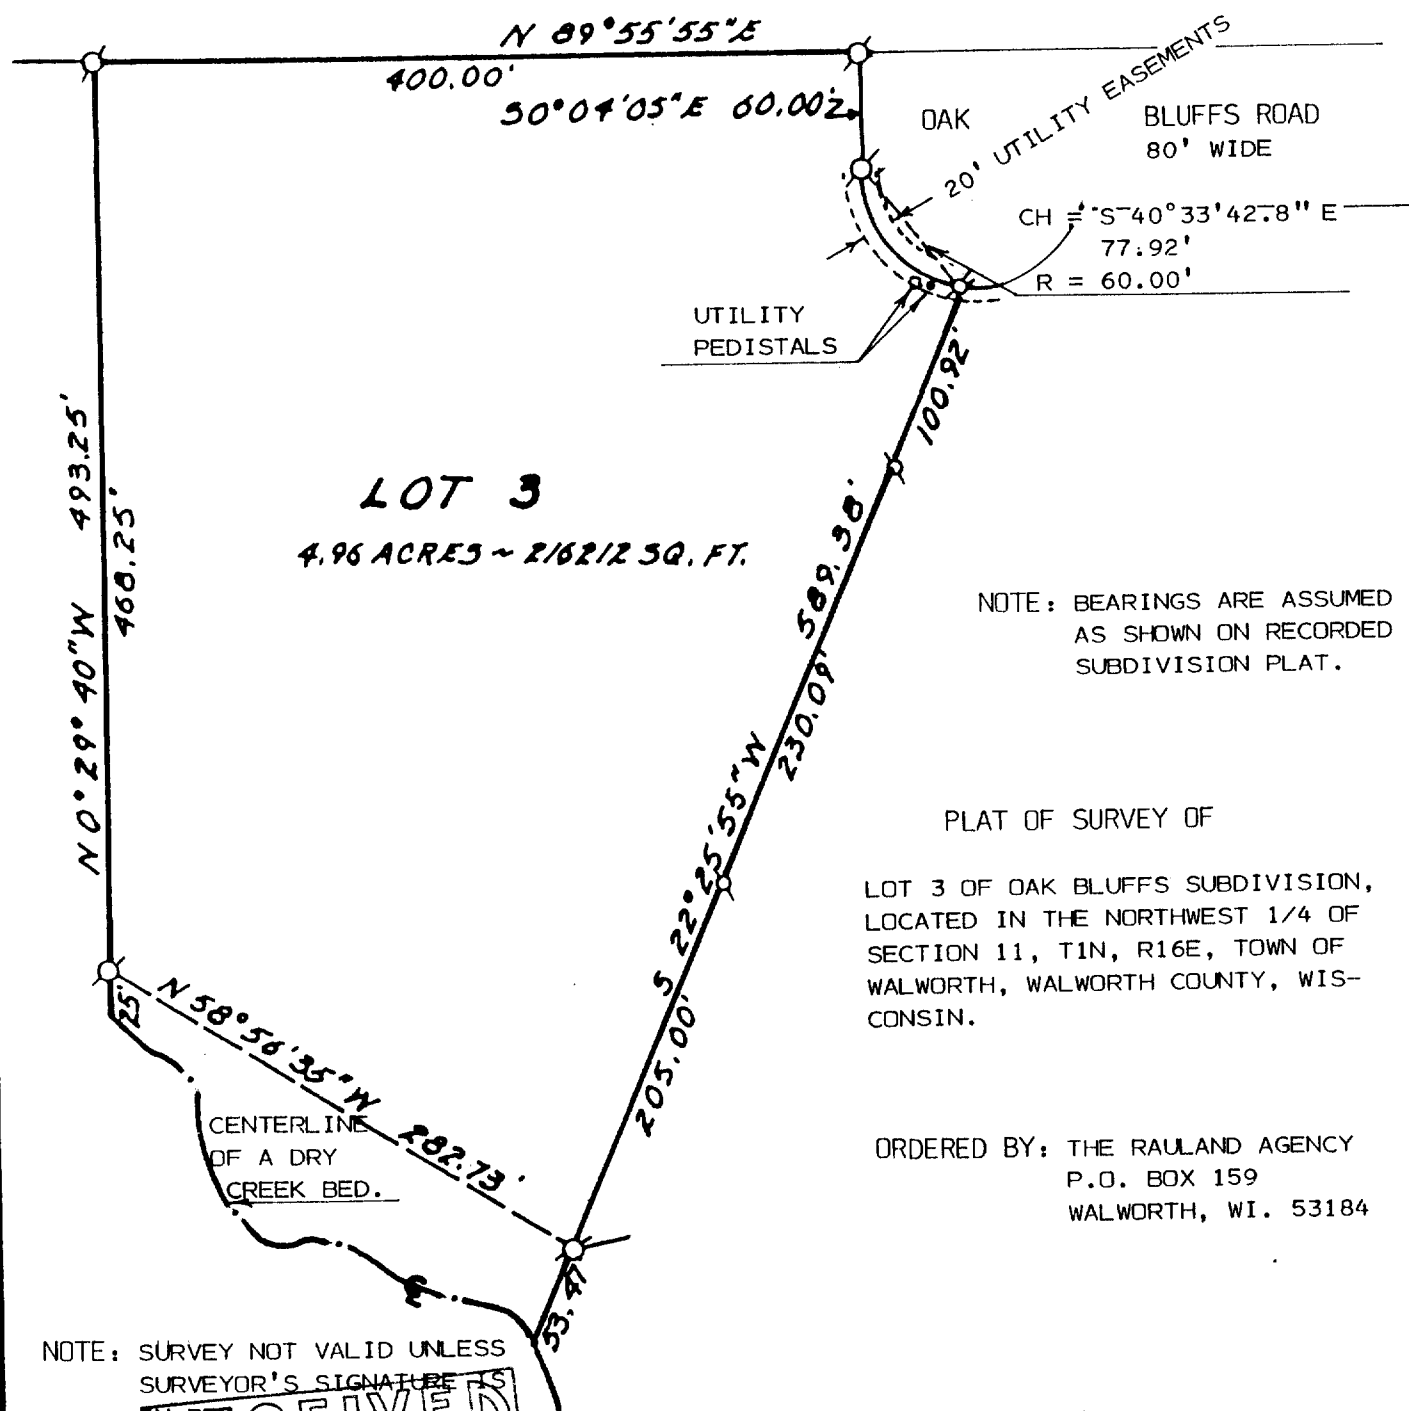 N 89°55'55"E
400.00'
S0°04'05"E 60.00'
OAK BLUFFS ROAD
80' WIDE
20' UTILITY EASEMENTS
CH = S 40°33'42.8" E
77.92'
R = 60.00'
UTILITY
PEDISTALS
100.92'
N 0°29'40"W 493.25'
468.25'
LOT 3
4.96 ACRES ~ 216212 SQ. FT.
S 22°25'55"W 589.38'
230.09'
205.00'
NOTE: BEARINGS ARE ASSUMED
AS SHOWN ON RECORDED
SUBDIVISION PLAT.
PLAT OF SURVEY OF
LOT 3 OF OAK BLUFFS SUBDIVISION,
LOCATED IN THE NORTHWEST 1/4 OF
SECTION 11, T1N, R16E, TOWN OF
WALWORTH, WALWORTH COUNTY, WIS-
CONSIN.
25'
N 58°56'35"W 282.73'
CENTERLINE
OF A DRY
CREEK BED.
ORDERED BY: THE RAULAND AGENCY
P.O. BOX 159
WALWORTH, WI. 53184
53.47'
NOTE: SURVEY NOT VALID UNLESS
SURVEYOR'S SIGNATURE IS